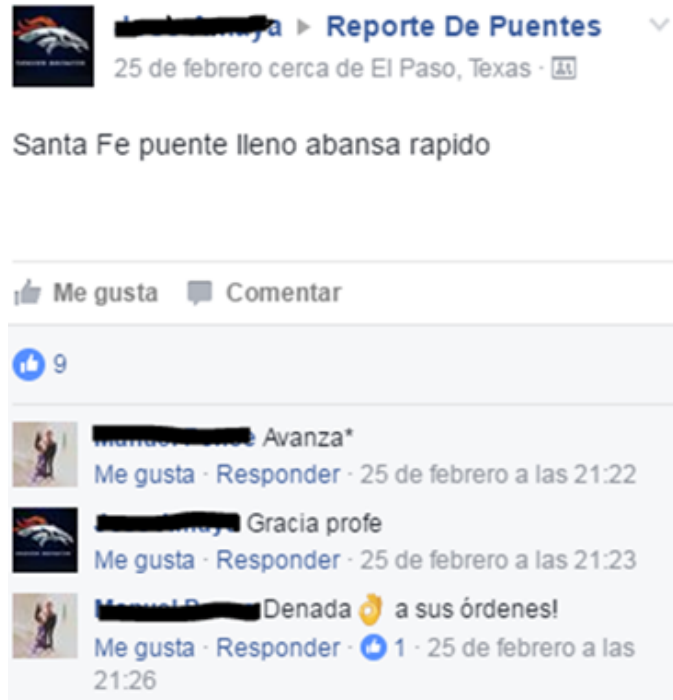 Reporte De Puentes
25 de febrero cerca de El Paso, Texas ·
Santa Fe puente lleno abansa rapido
Me gusta Comentar
9
Avanza*
Me gusta · Responder · 25 de febrero a las 21:22
Gracia profe
Me gusta · Responder · 25 de febrero a las 21:23
Denada 👌 a sus órdenes!
Me gusta · Responder · 1 · 25 de febrero a las
21:26